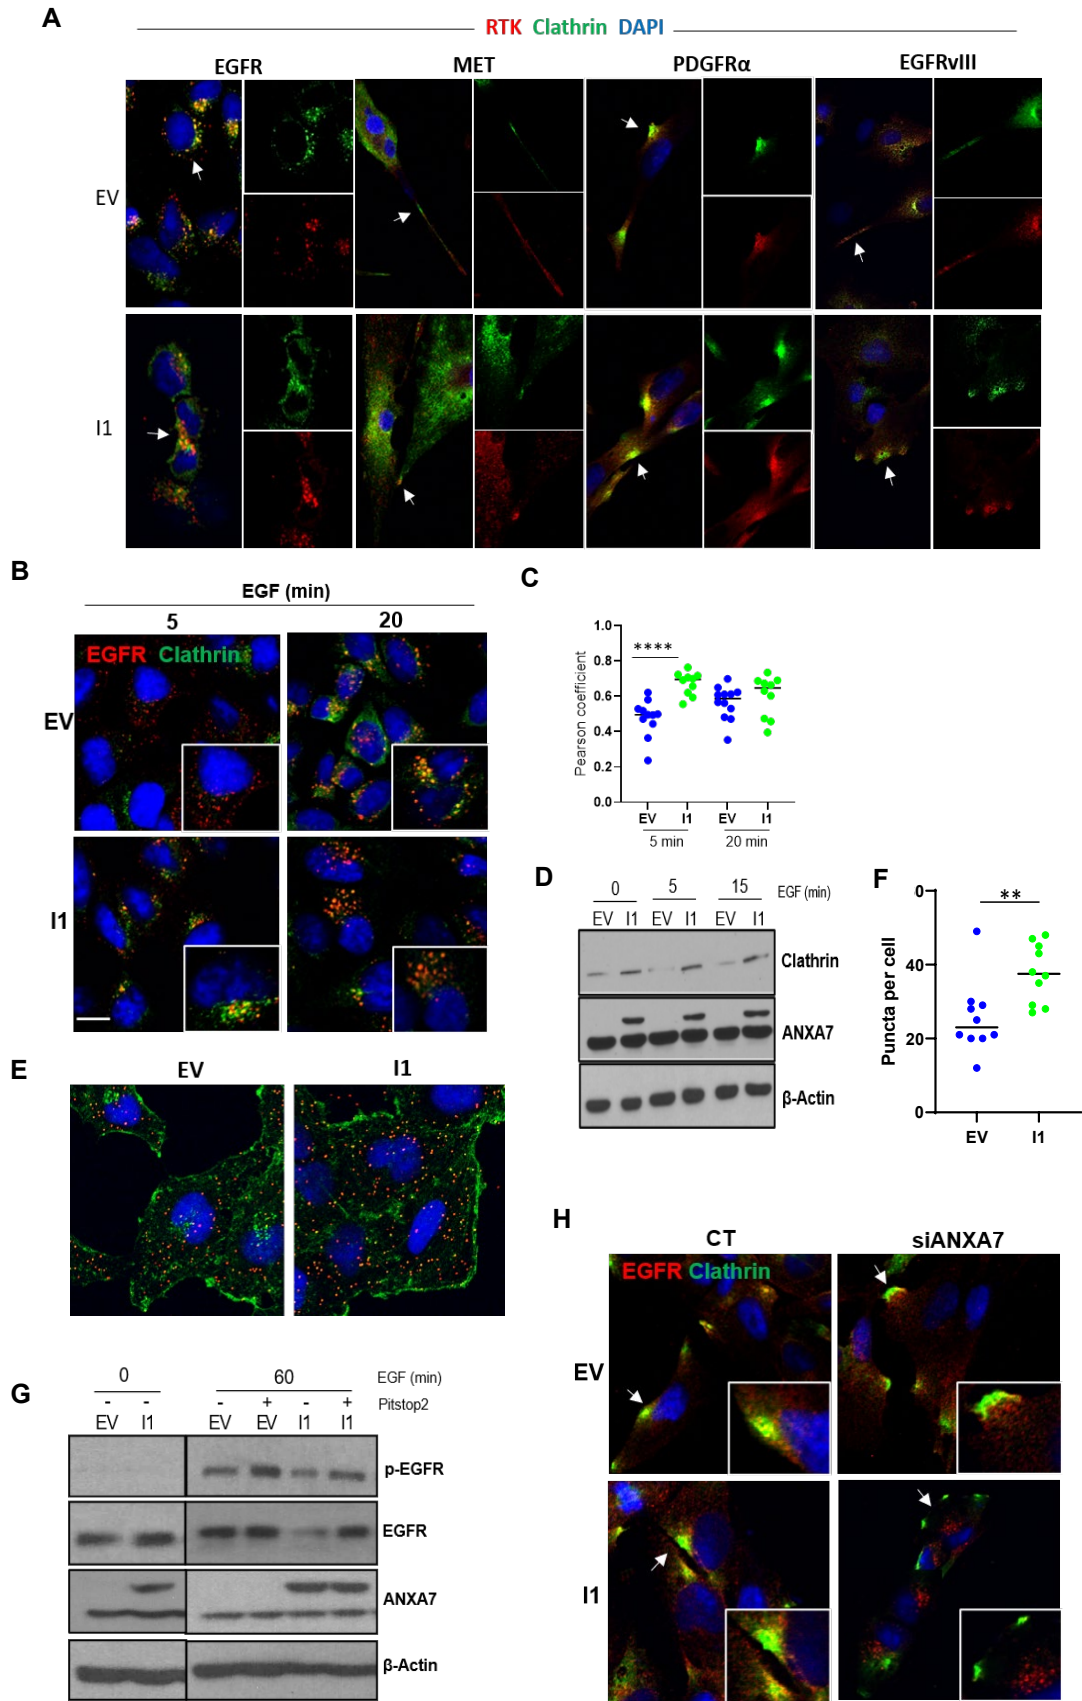 A
RTK Clathrin DAPI
EGFR MET PDGFRα EGFRvIII
EV
I1
B
EGF (min)
5 20
EGFR Clathrin
EV
I1
C
1.0
0.8
0.6
0.4
0.2
0.0
Pearson coefficient
****
EV I1 EV I1
5 min 20 min
D
0 5 15 EGF (min)
EV I1 EV I1 EV I1
Clathrin
ANXA7
β-Actin
E
EV I1
F
0
40
20
0
Puncta per cell
**
EV I1
G
0 60 EGF (min)
- - - + - + Pitstop2
EV I1 EV EV I1 I1
p-EGFR
EGFR
ANXA7
β-Actin
H
CT siANXA7
EGFR Clathrin
EV
I1